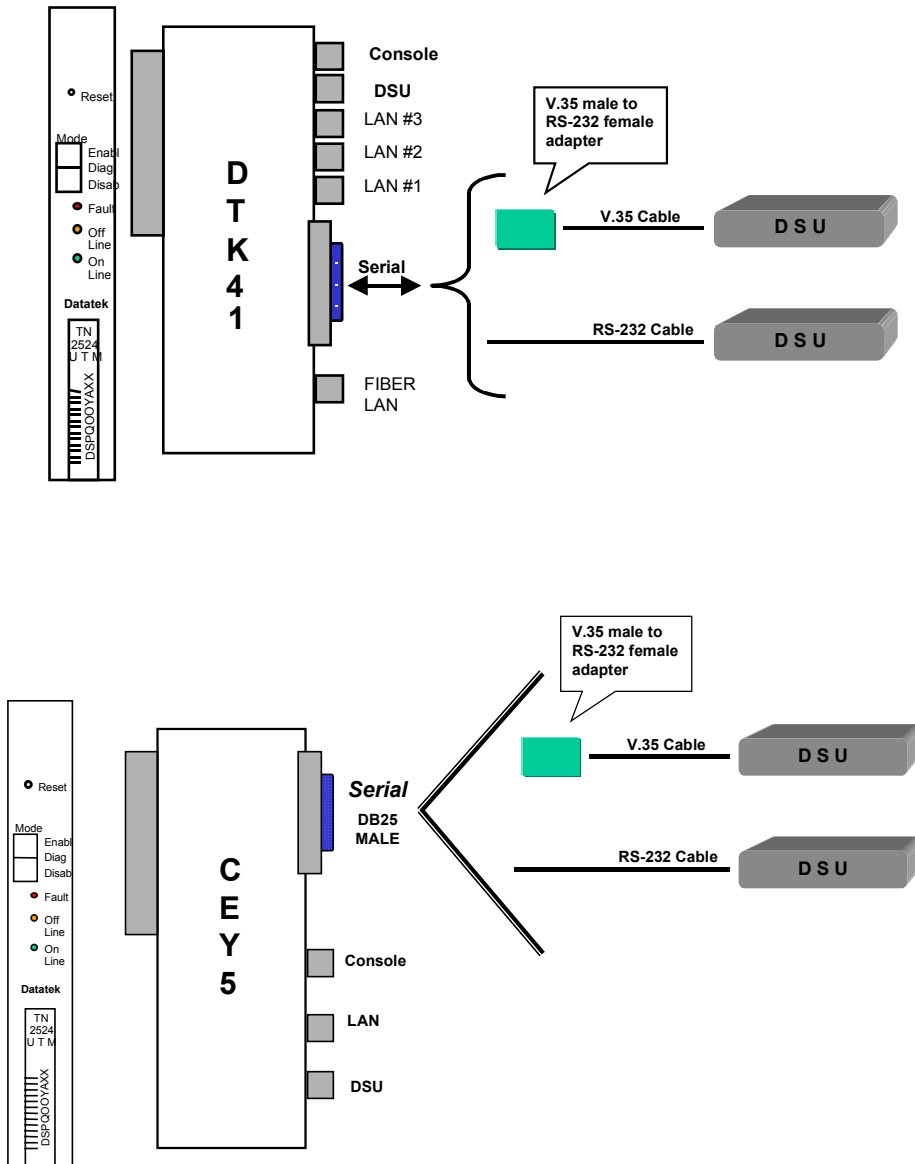 Reset
Mode
Enabl
Diag
Disab
Fault
Off
Line
On
Line
Datatek
TN
2524
U T M
DSPQOOYAXX
D
T
K
4
1
Console
DSU
LAN #3
LAN #2
LAN #1
Serial
FIBER
LAN
V.35 male to
RS-232 female
adapter
V.35 Cable
D S U
RS-232 Cable
D S U
Reset
Mode
Enabl
Diag
Disab
Fault
Off
Line
On
Line
Datatek
TN
2524
U T M
DSPQOOYAXX
C
E
Y
5
Serial
DB25
MALE
Console
LAN
DSU
V.35 male to
RS-232 female
adapter
V.35 Cable
D S U
RS-232 Cable
D S U